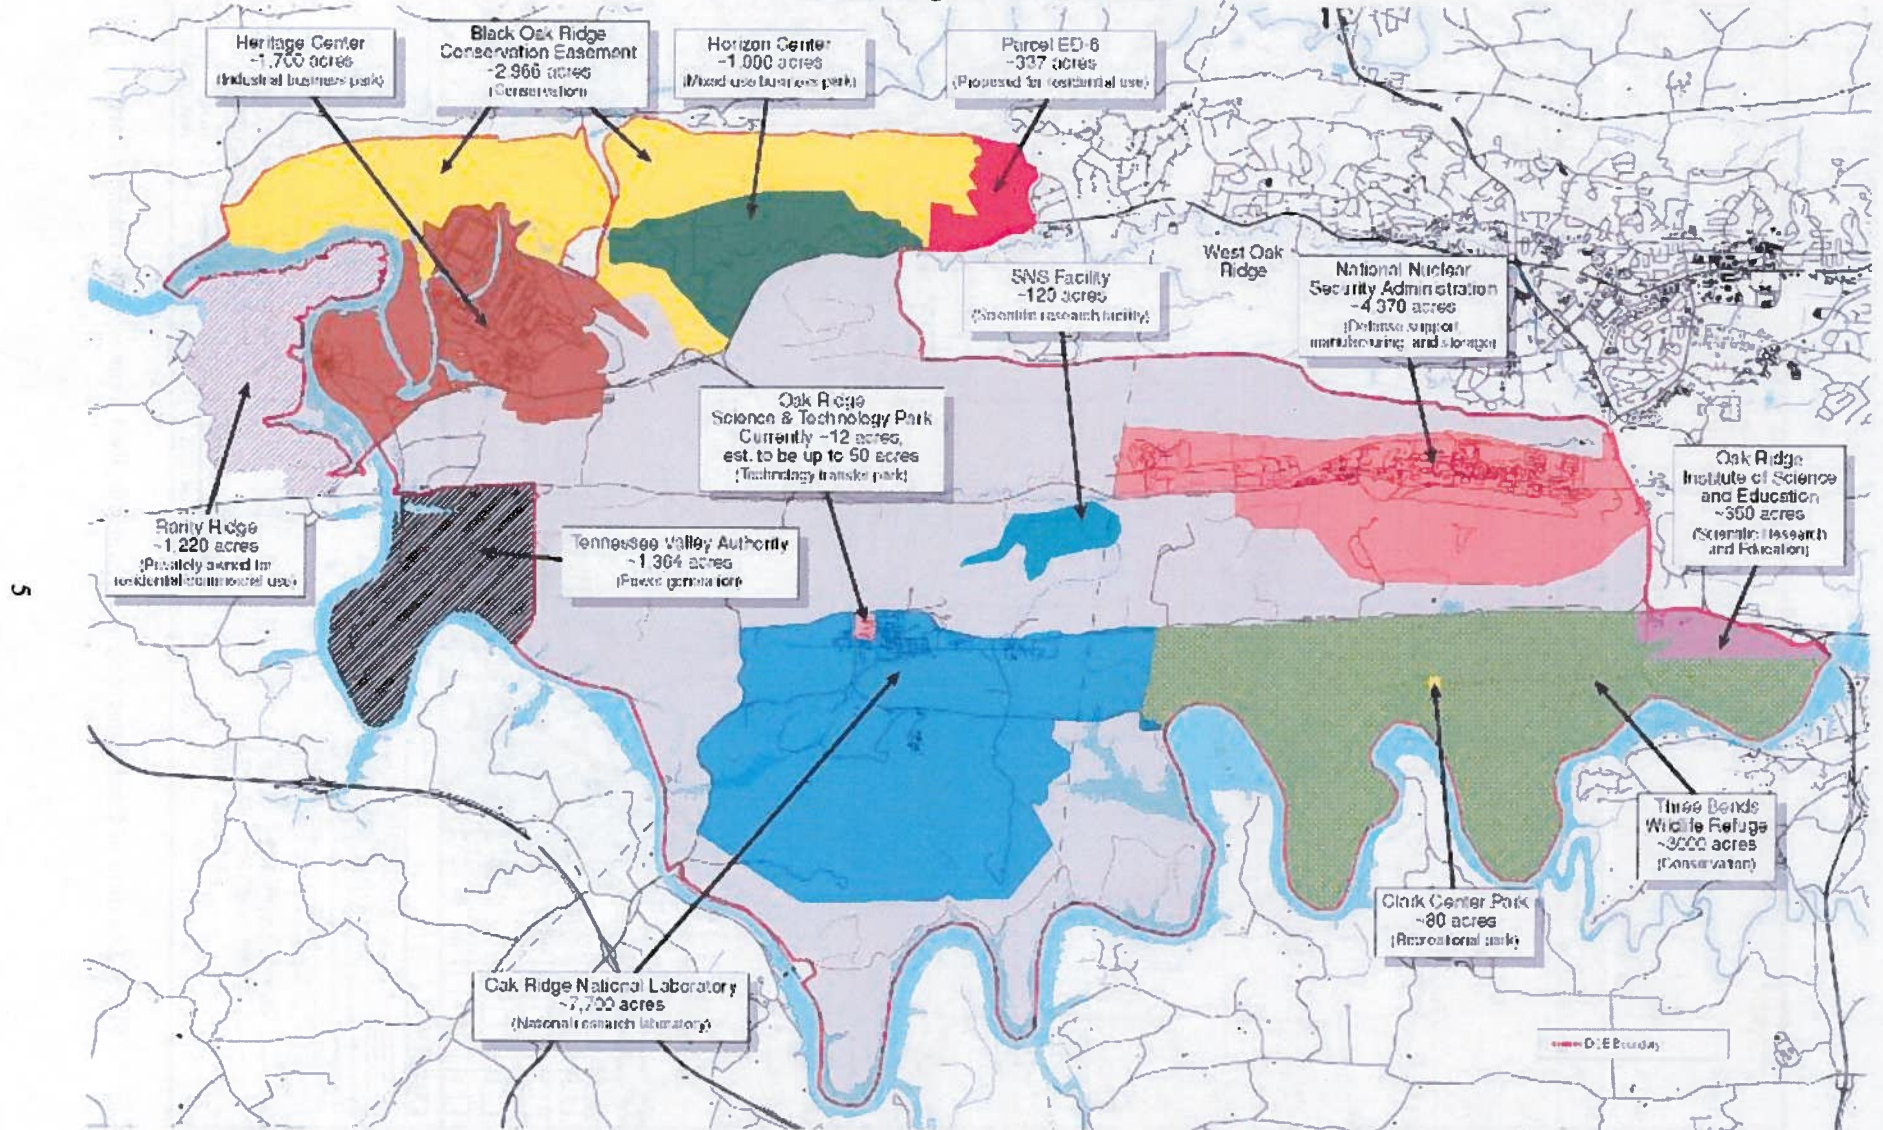 Heritage Center
~1,700 acres
(Industrial business park)
Black Oak Ridge
Conservation Easement
~2,966 acres
(Conservation)
Horizon Center
~1,000 acres
(Mixed use business park)
Parcel ED-6
~337 acres
(Proposed for residential use)
West Oak
Ridge
SNS Facility
~120 acres
(Scientific research facility)
National Nuclear
Security Administration
~4,370 acres
(Defense support
manufacturing and storage)
Oak Ridge
Science & Technology Park
Currently ~12 acres,
est. to be up to 50 acres
(Technology transfer park)
Oak Ridge
Institute of Science
and Education
~350 acres
(Scientific Research
and Education)
Rarity Ridge
~1,220 acres
(Privately owned for
residential/commercial use)
Tennessee Valley Authority
~1,364 acres
(Power generation)
5
Three Bends
Wildlife Refuge
~3000 acres
(Conservation)
Clark Center Park
~80 acres
(Recreational park)
Oak Ridge National Laboratory
~7,700 acres
(National research laboratory)
Boundary